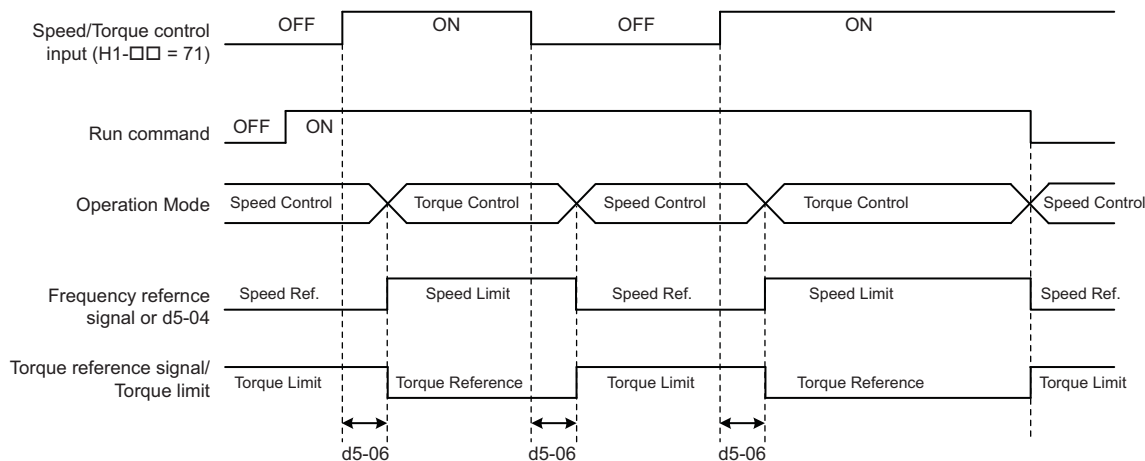 Speed/Torque control
input (H1-□□ = 71)
OFF ON OFF ON
Run command
OFF ON
Operation Mode
Speed Control Torque Control Speed Control Torque Control Speed Control
Frequency refernce
signal or d5-04
Speed Ref. Speed Limit Speed Ref. Speed Limit Speed Ref.
Torque reference signal/
Torque limit
Torque Limit Torque Reference Torque Limit Torque Reference Torque Limit
d5-06 d5-06 d5-06